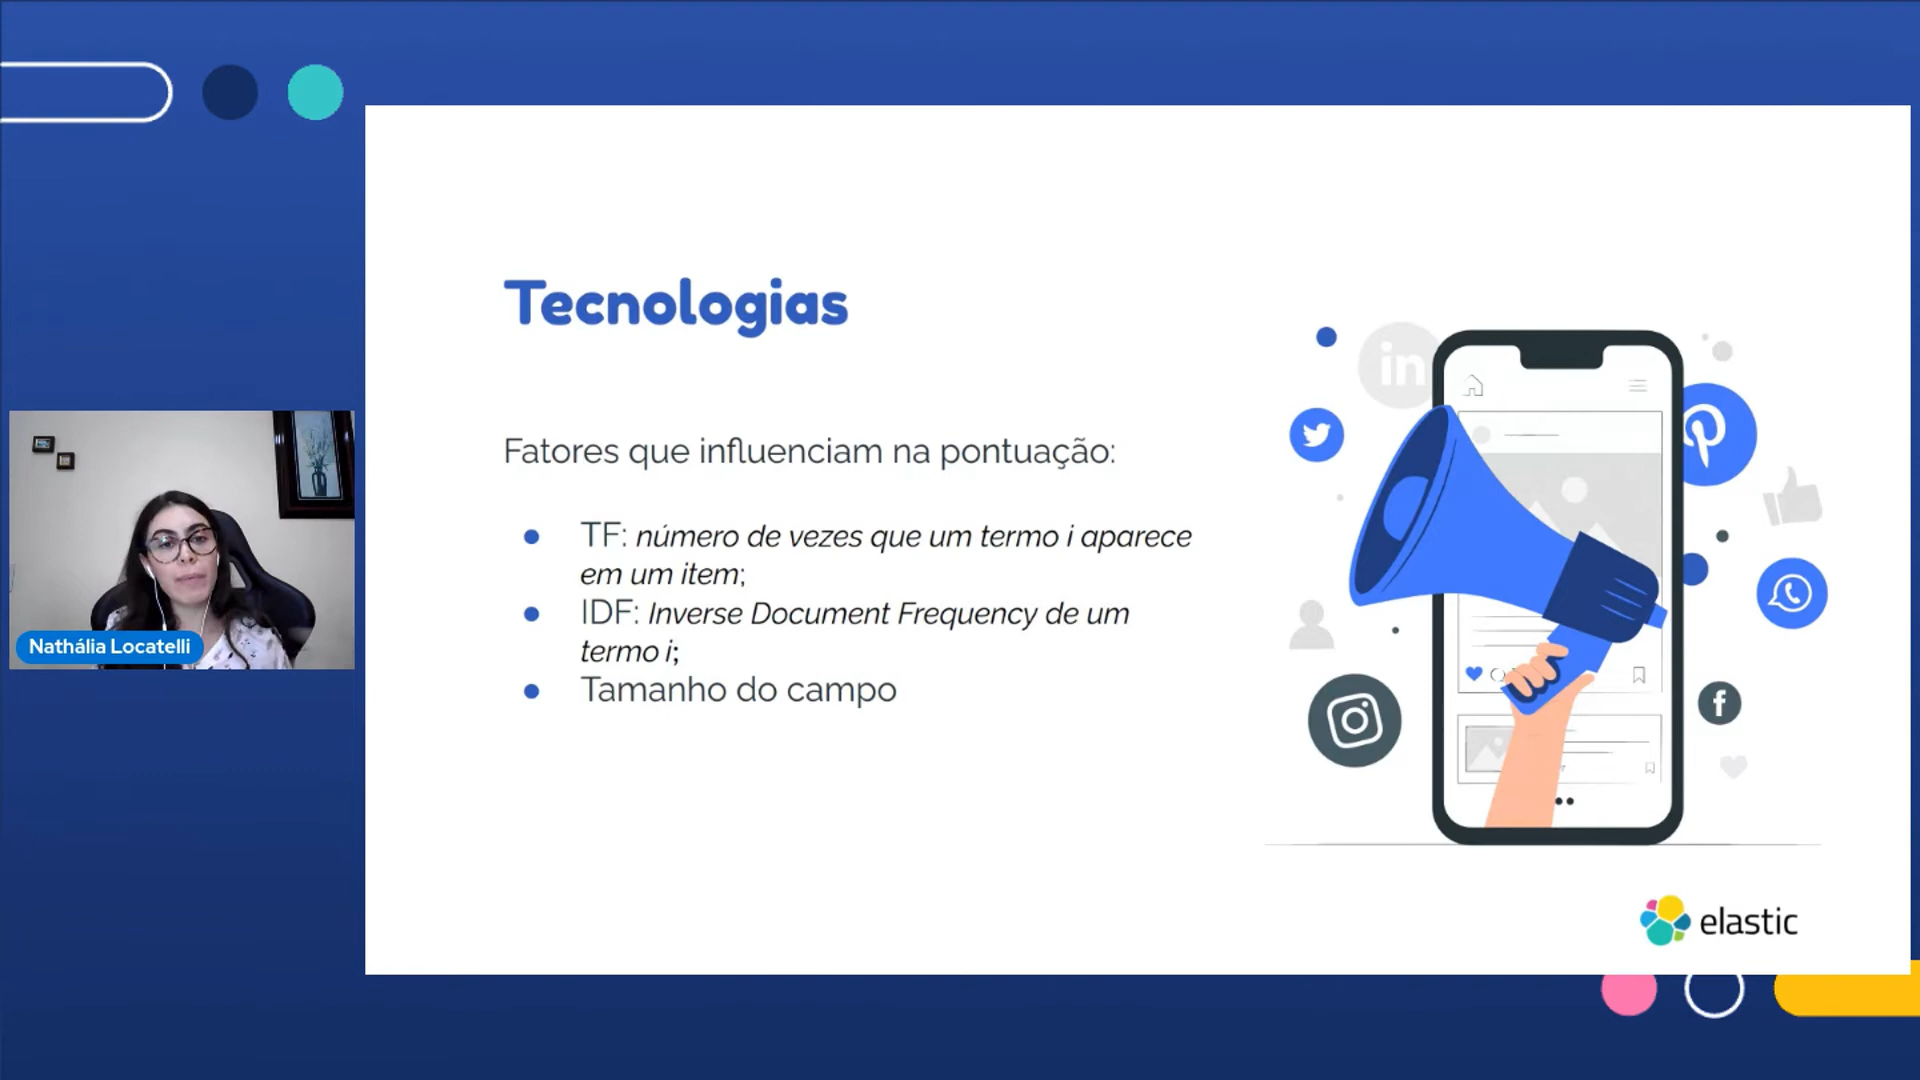 Tecnologias
Fatores que influenciam na pontuação:
● TF: número de vezes que um termo i aparece
em um item;
● IDF: Inverse Document Frequency de um
termo i;
● Tamanho do campo
Nathália Locatelli
in
f
elastic